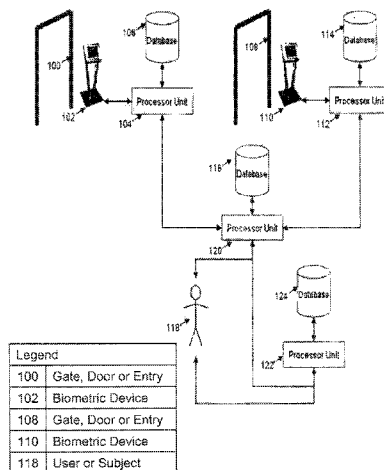 106
Database
114
Database
100
108
Processor Unit
Processor Unit
102
104
110
112
116
Database
Processor Unit
120
124
Database
118
Processor Unit
122
Legend
100 Gate, Door or Entry
102 Biometric Device
108 Gate, Door or Entry
110 Biometric Device
118 User or Subject